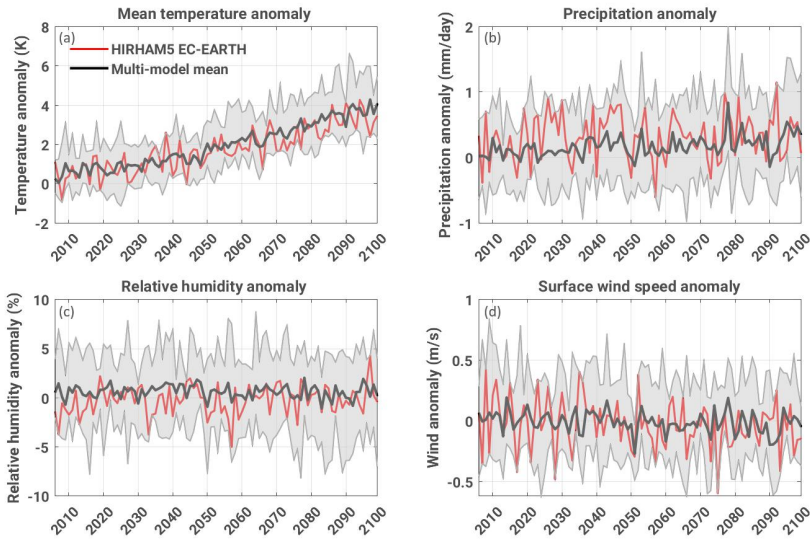 Mean temperature anomaly
(a)
HIRHAM5 EC-EARTH
Multi-model mean
Temperature anomaly (K)
8
6
4
2
0
-2
2010 2020 2030 2040 2050 2060 2070 2080 2090 2100
Precipitation anomaly
(b)
Precipitation anomaly (mm/day)
2
1
0
-1
2010 2020 2030 2040 2050 2060 2070 2080 2090 2100
Relative humidity anomaly
(c)
Relative humidity anomaly (%)
10
5
0
-5
-10
2010 2020 2030 2040 2050 2060 2070 2080 2090 2100
Surface wind speed anomaly
(d)
Wind anomaly (m/s)
1
0.5
0
-0.5
2010 2020 2030 2040 2050 2060 2070 2080 2090 2100